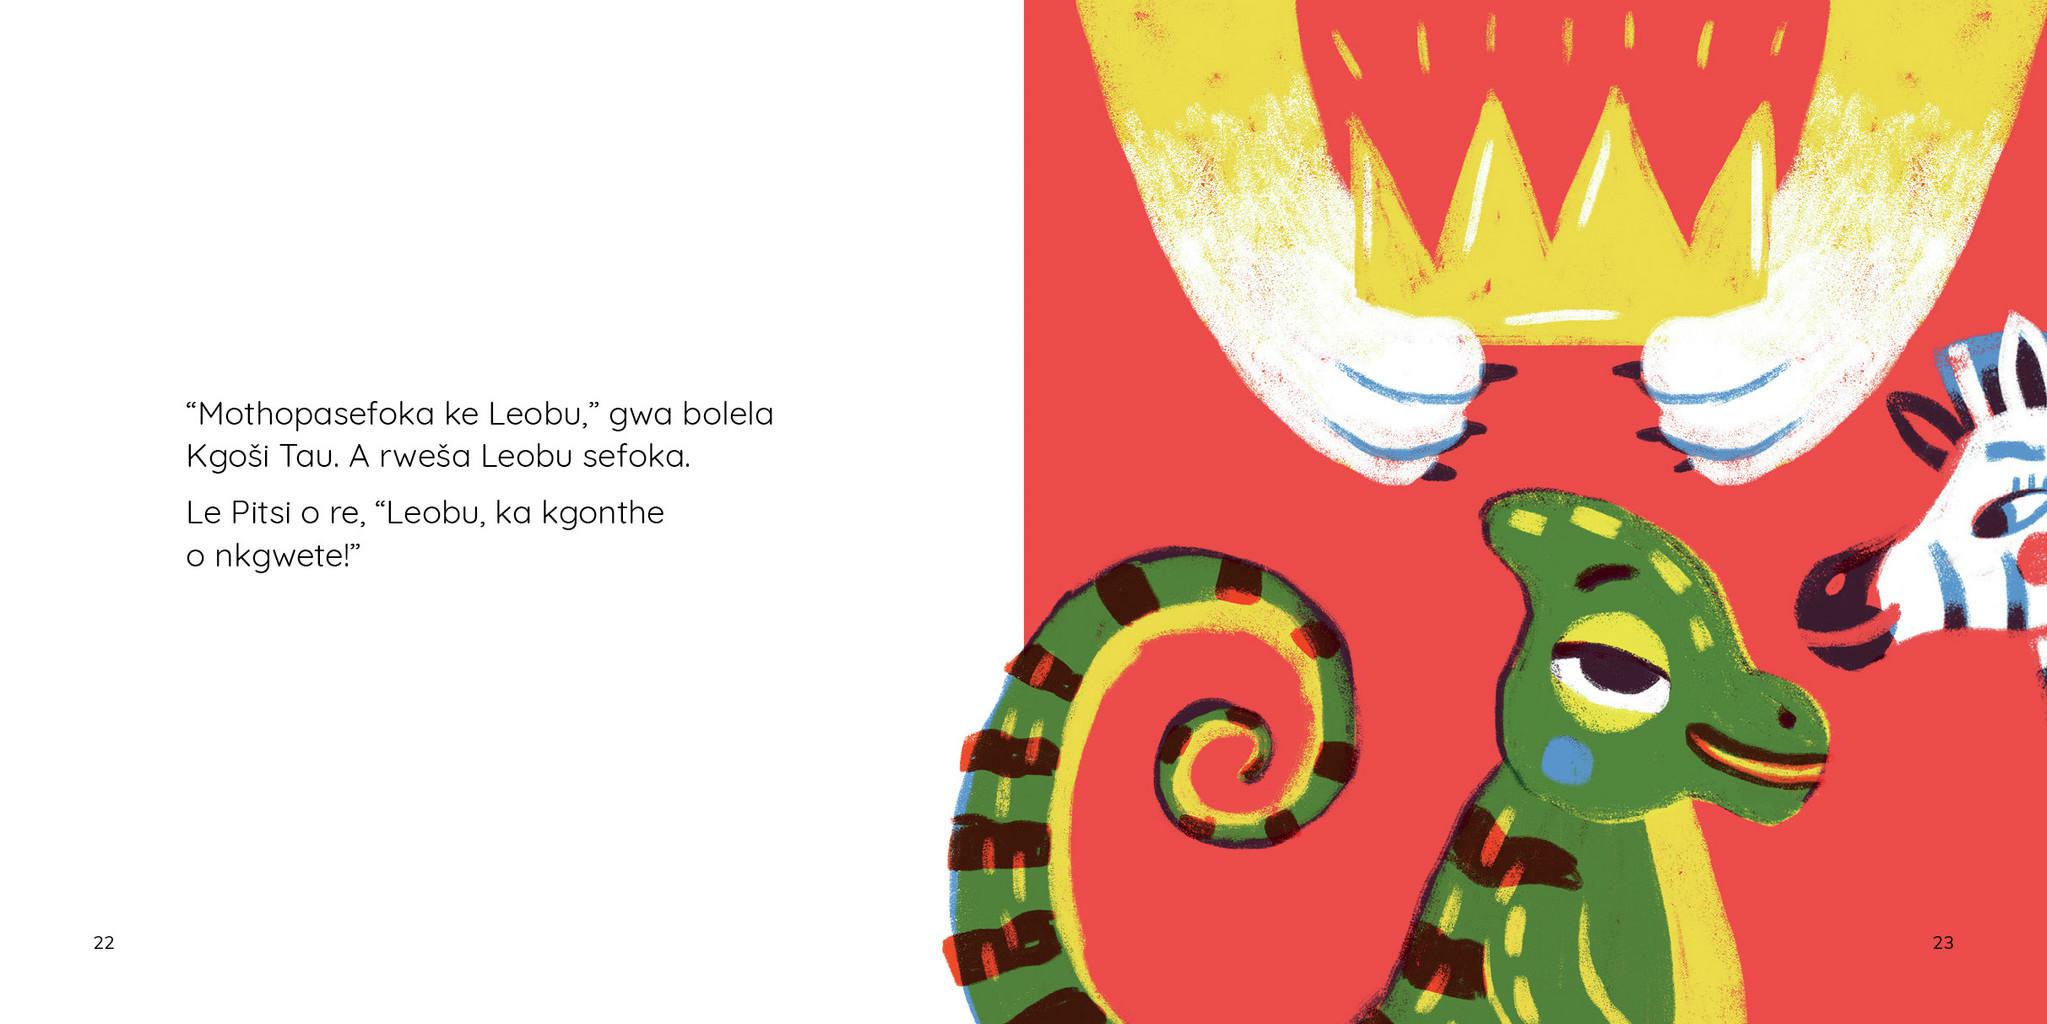 “Mothopasefoka ke Leobu,” gwa bolela
Kgoši Tau. A rweša Leobu sefoka.
Le Pitsi o re, “Leobu, ka kgonthe
o nkgwete!”
22
23